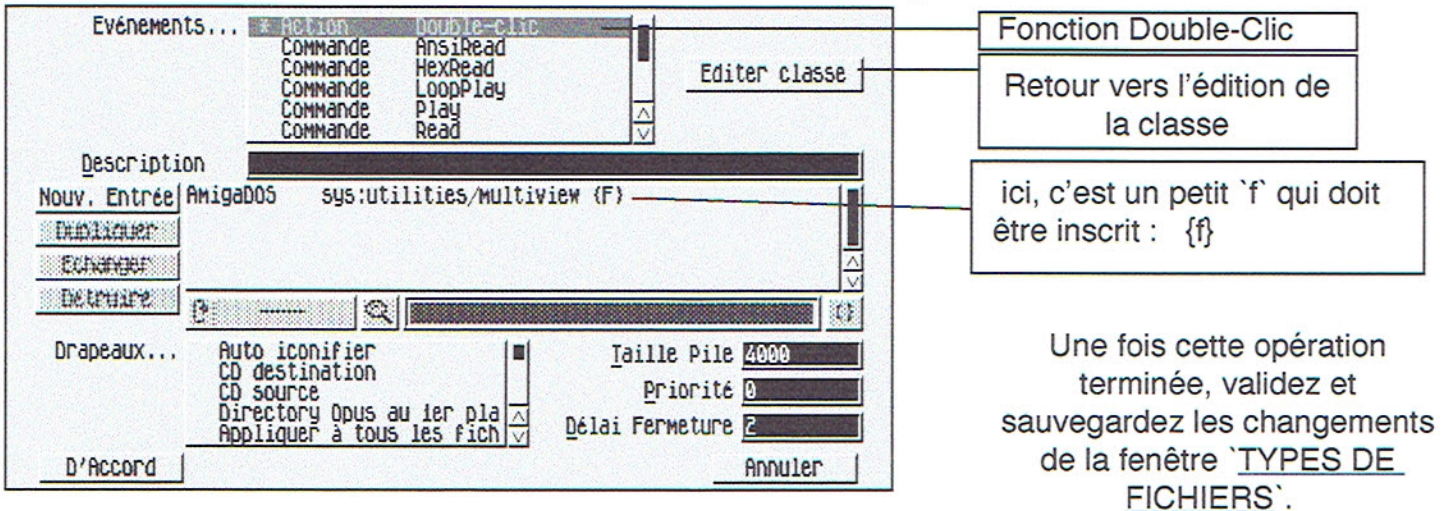 Evénements...
* Action Double-clic
Commande AnsiRead
Commande HexRead
Commande LoopPlay
Commande Play
Commande Read
Editer classe
Description
Nouv. Entrée
Dupliquer
Echanger
Détruire
AmigaDOS sys:utilities/multiview {F}
{}
Drapeaux...
Auto iconifier
CD destination
CD source
Directory Opus au 1er pla
Appliquer à tous les fich
Taille Pile 4000
Priorité 0
Délai Fermeture 2
D'Accord
Annuler
Fonction Double-Clic
Retour vers l'édition de
la classe
ici, c'est un petit `f` qui doit
être inscrit : {f}
Une fois cette opération
terminée, validez et
sauvegardez les changements
de la fenêtre `TYPES DE
FICHIERS`.